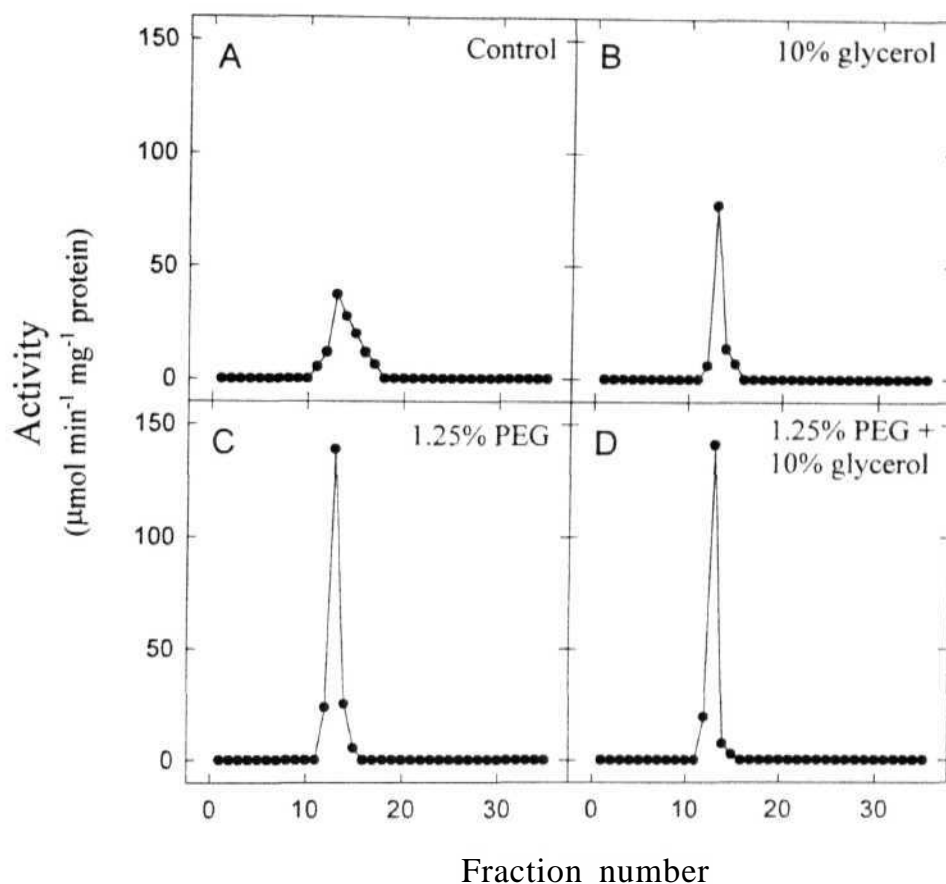 A
Control
B
10% glycerol
150
100
50
0
C
1.25% PEG
D
1.25% PEG +
10% glycerol
150
100
50
0
0 10 20 30
0 10 20 30
Activity
(μmol min⁻¹ mg⁻¹ protein)
Fraction number